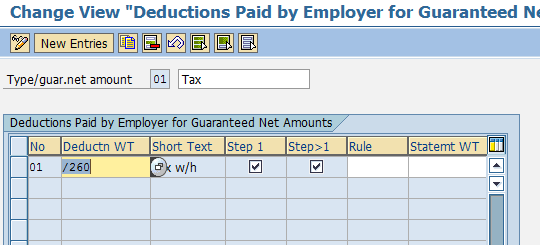 Change View "Deductions Paid by Employer for Guaranteed Ne
New Entries
Type/guar.net amount 01 Tax
Deductions Paid by Employer for Guaranteed Net Amounts
No Deductn WT Short Text Step 1 Step>1 Rule Statemt WT
01 /260 x w/h